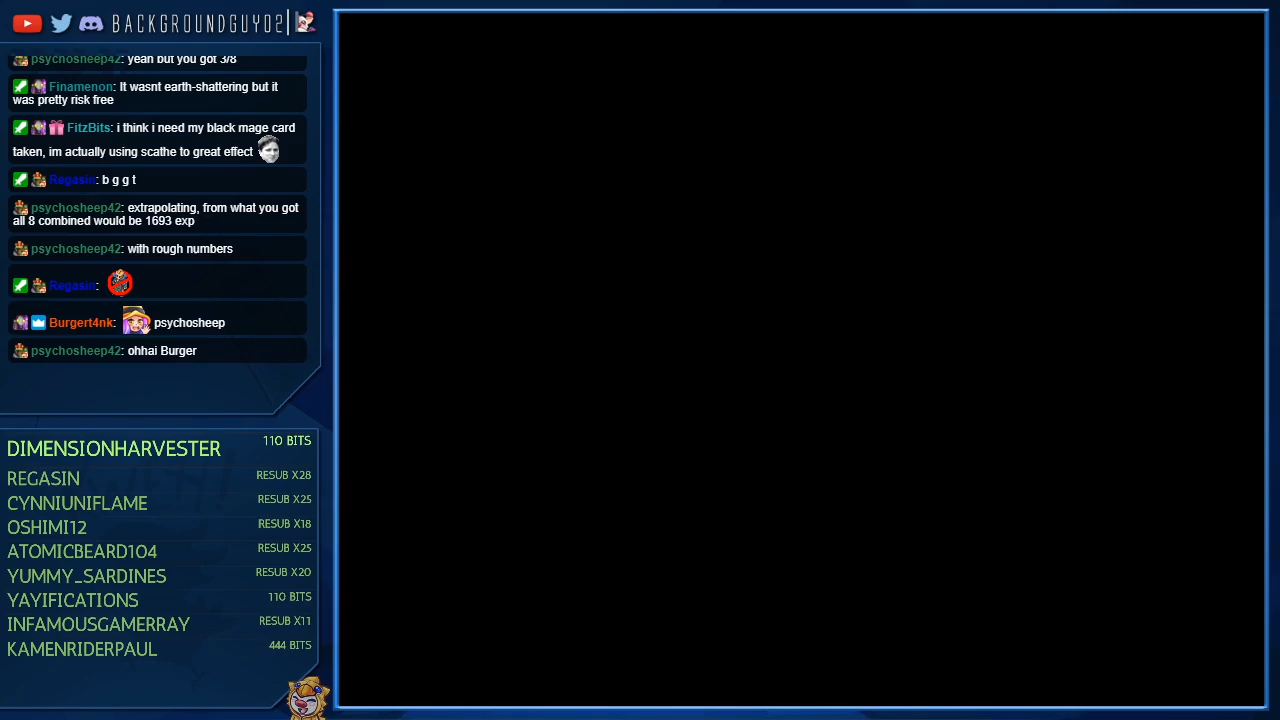 BACKGROUNDGUY02
psychosheep42: yeah but you got 3/8
Finamenon: It wasnt earth-shattering but it
was pretty risk free
FitzBits: i think i need my black mage card
taken, im actually using scathe to great effect
Regasin: b g g t
psychosheep42: extrapolating, from what you got
all 8 combined would be 1693 exp
psychosheep42: with rough numbers
Regasin:
Burgert4nk: psychosheep
psychosheep42: ohhai Burger
DIMENSIONHARVESTER 110 BITS
REGASIN RESUB X28
CYNNIUNIFLAME RESUB X25
OSHIMI12 RESUB X18
ATOMICBEARD104 RESUB X25
YUMMY_SARDINES RESUB X20
YAYIFICATIONS 110 BITS
INFAMOUSGAMERRAY RESUB X11
KAMENRIDERPAUL 444 BITS